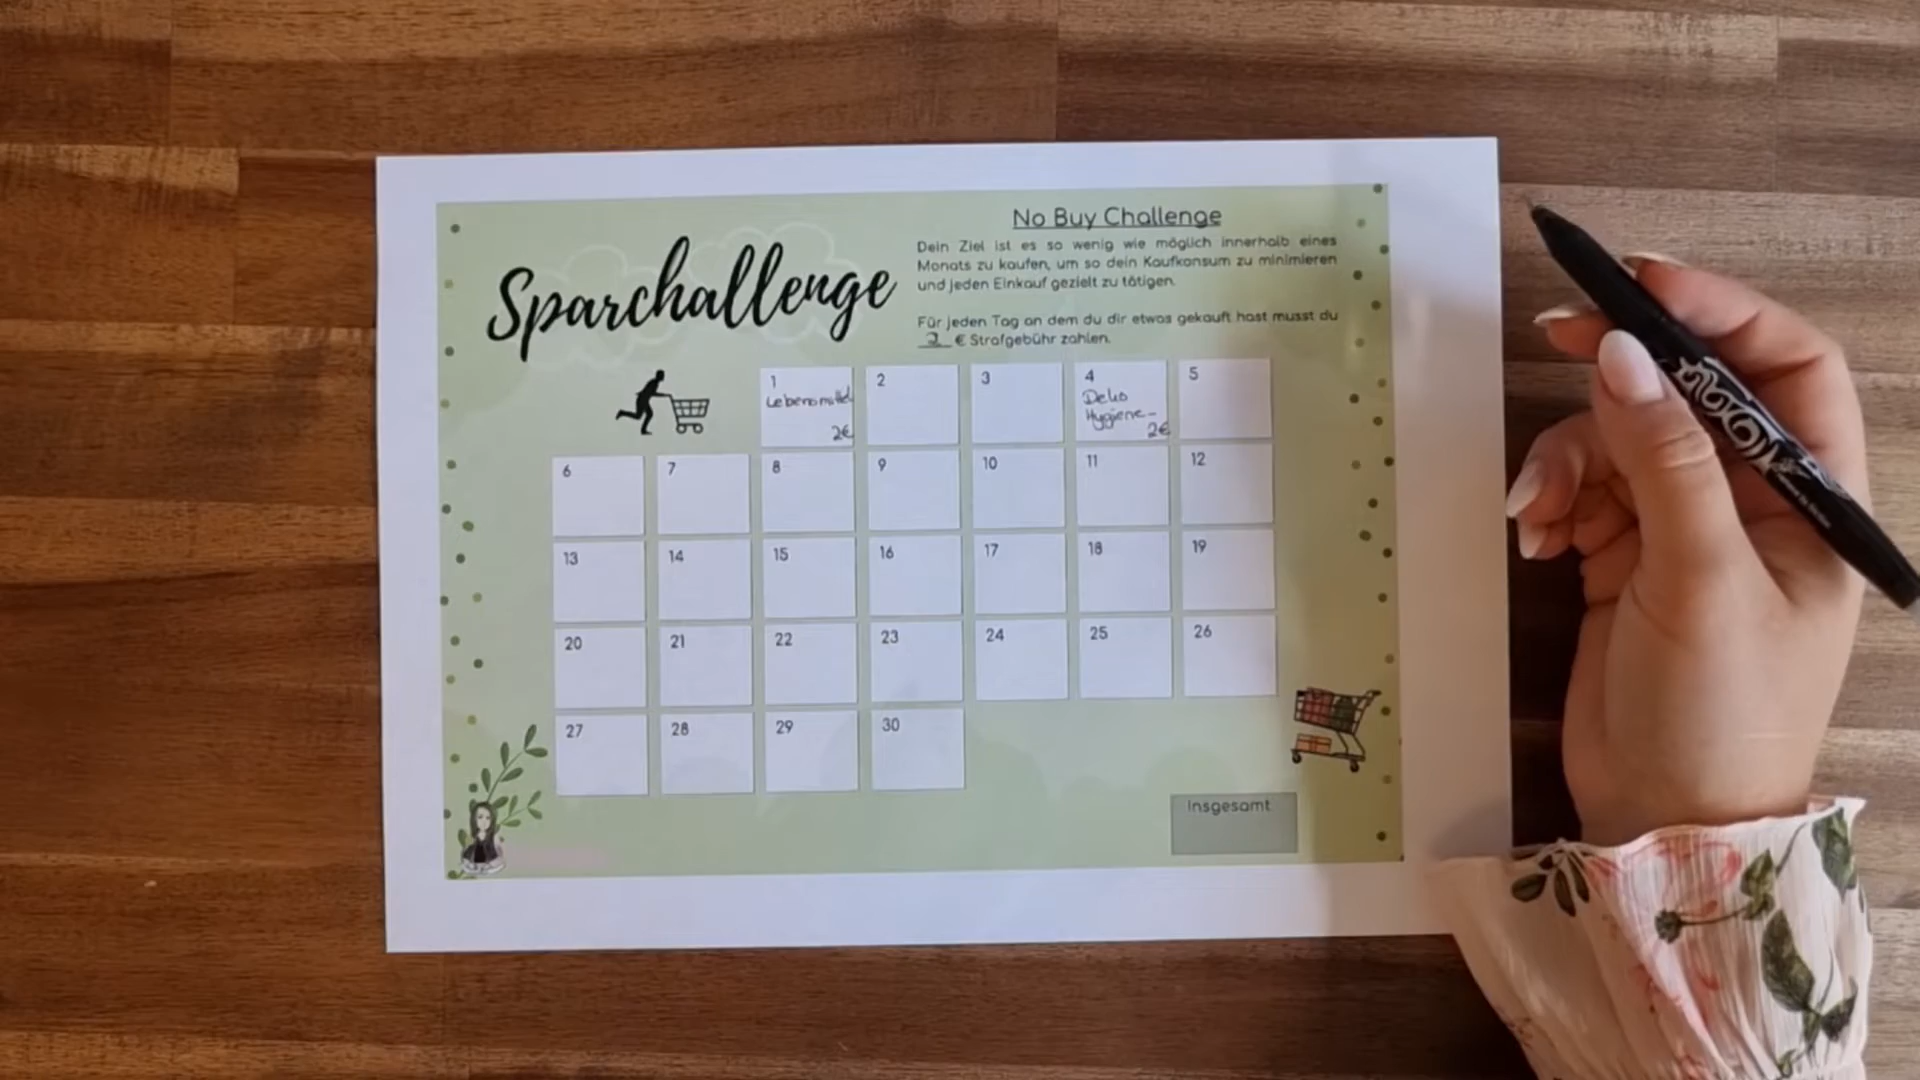 No Buy Challenge
Dein Ziel ist es so wenig wie möglich innerhalb eines
Monats zu kaufen, um so dein Kaufkonsum zu minimieren
und jeden Einkauf gezielt zu tätigen.
Sparchallenge
Für jeden Tag an dem du dir etwas gekauft hast musst du
2 € Strafgebühr zahlen.
1
Lebensmittel
2€
2
3
4
Deko
Hygiene-
2€
5
6
7
8
9
10
11
12
13
14
15
16
17
18
19
20
21
22
23
24
25
26
27
28
29
30
Insgesamt